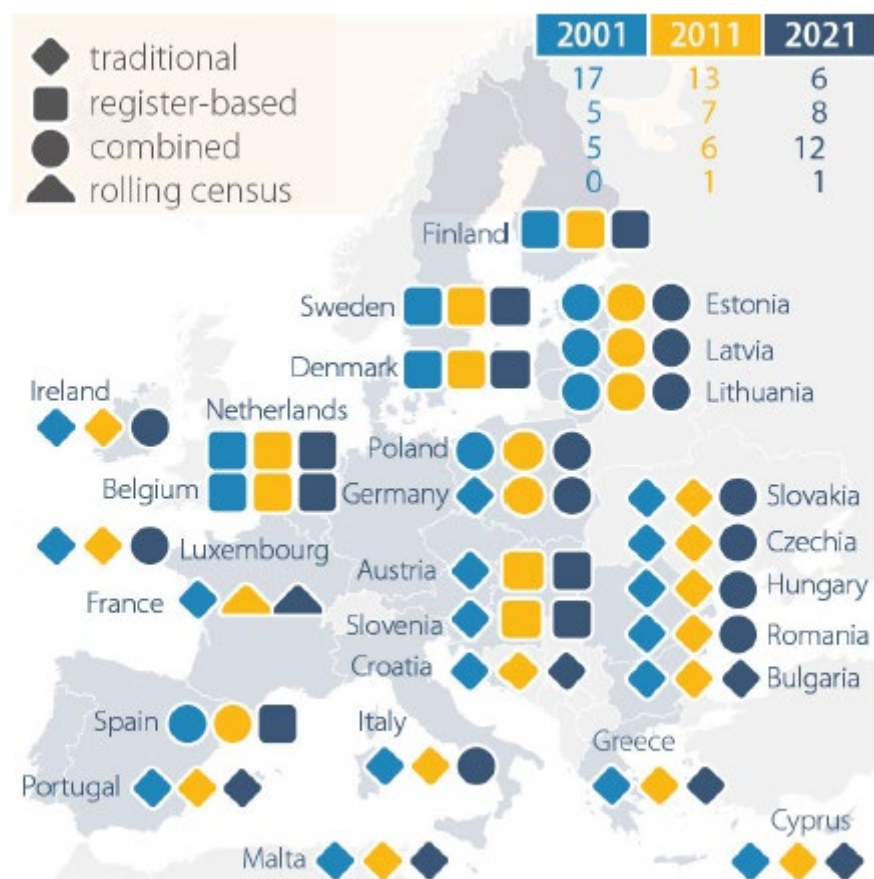 2001 2011 2021
traditional 17 13 6
register-based 5 7 8
combined 5 6 12
rolling census 0 1 1
Finland
Sweden
Estonia
Latvia
Denmark
Lithuania
Ireland
Netherlands
Poland
Belgium
Germany
Slovakia
Luxembourg
Czechia
Austria
Hungary
France
Slovenia
Romania
Croatia
Bulgaria
Spain
Italy
Greece
Portugal
Cyprus
Malta